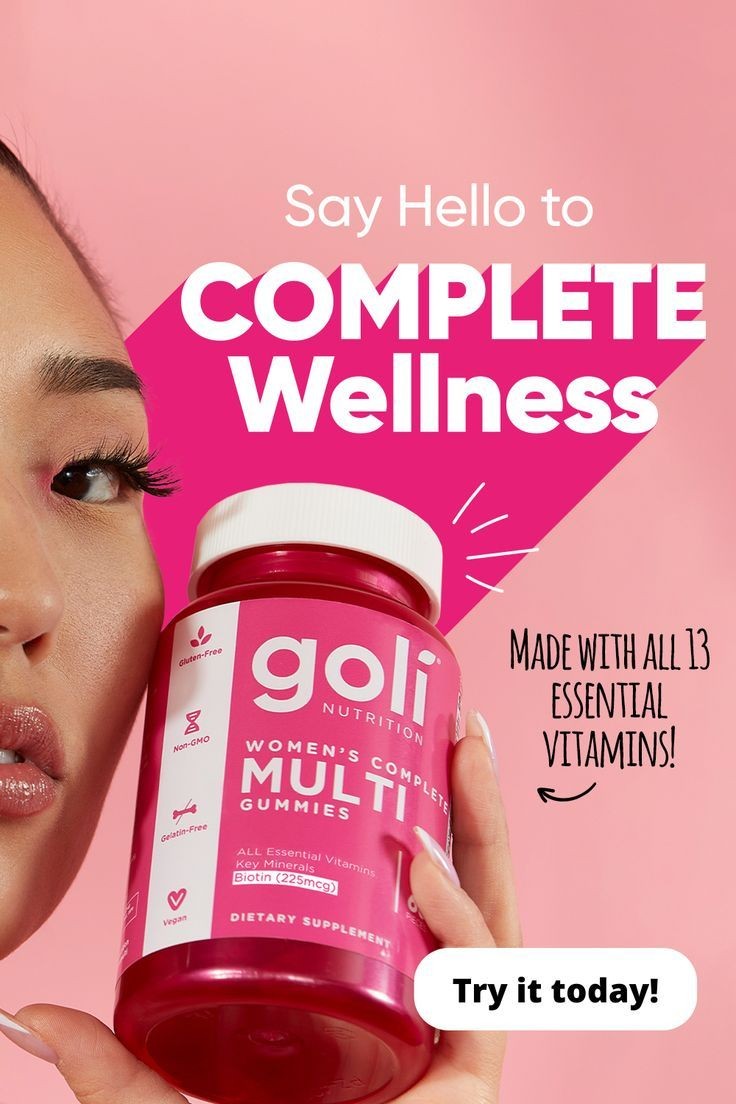 Say Hello to
COMPLETE
Wellness
Gluten-Free
Non-GMO
Gelatin-Free
Vegan
goli
NUTRITION
WOMEN'S COMPLETE
MULTI
GUMMIES
ALL Essential Vitamins
Key Minerals
Biotin (225mcg)
DIETARY SUPPLEMENT
MADE WITH ALL 13
ESSENTIAL
VITAMINS!
Try it today!